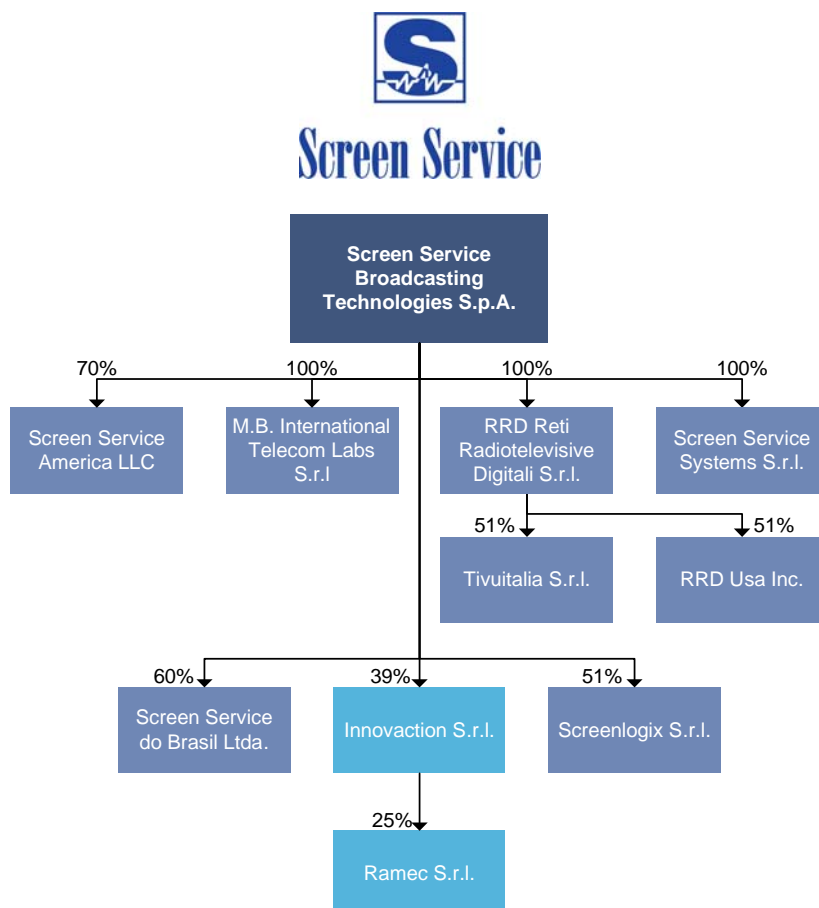 S
Screen Service
Screen Service
Broadcasting
Technologies S.p.A.
70%
100%
100%
100%
Screen Service
America LLC
M.B. International
Telecom Labs
S.r.l
RRD Reti
Radiotelevisive
Digitali S.r.l.
Screen Service
Systems S.r.l.
51%
51%
Tivuitalia S.r.l.
RRD Usa Inc.
60%
39%
51%
Screen Service
do Brasil Ltda.
Innovaction S.r.l.
Screenlogix S.r.l.
25%
Ramec S.r.l.